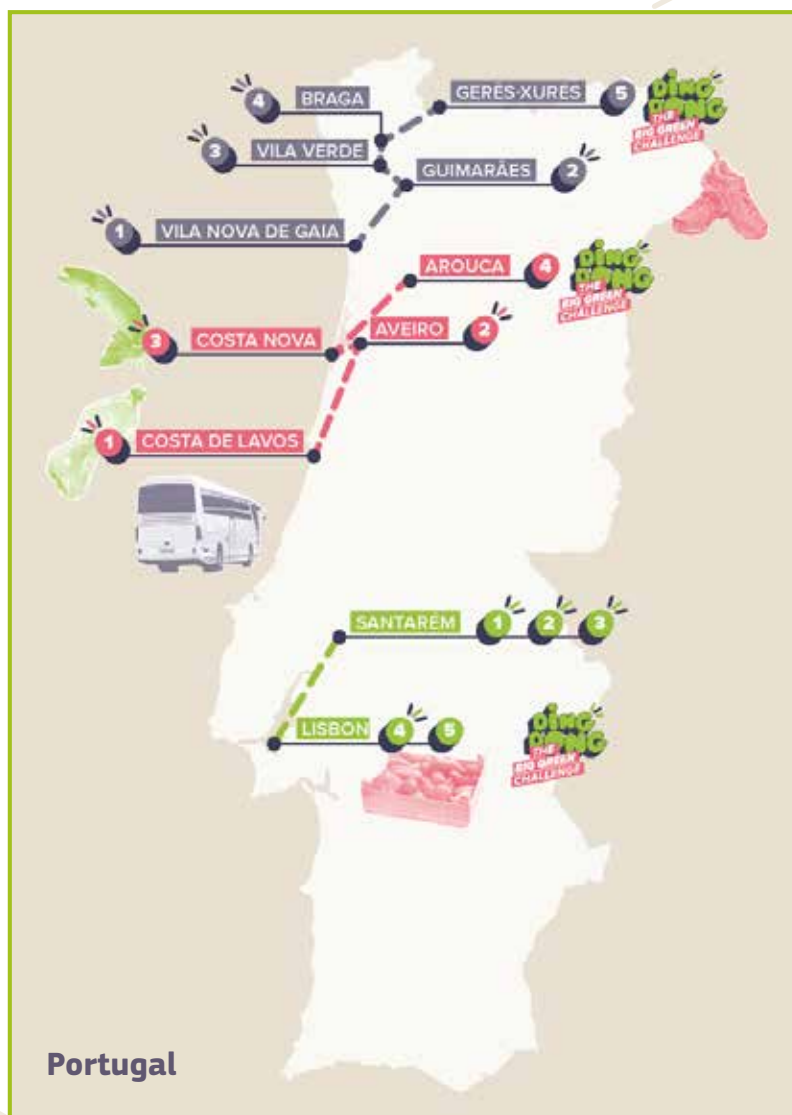 4 BRAGA
GERÊS-XURÉS 5
DING DONG
THE
BIG GREEN
CHALLENGE
3 VILA VERDE
GUIMARÃES 2
1 VILA NOVA DE GAIA
AROUCA 4
DING DONG
THE
BIG GREEN
CHALLENGE
3 COSTA NOVA
AVEIRO 2
1 COSTA DE LAVOS
SANTARÉM 1 2 3
LISBON 4 5
DING DONG
THE
BIG GREEN
CHALLENGE
Portugal